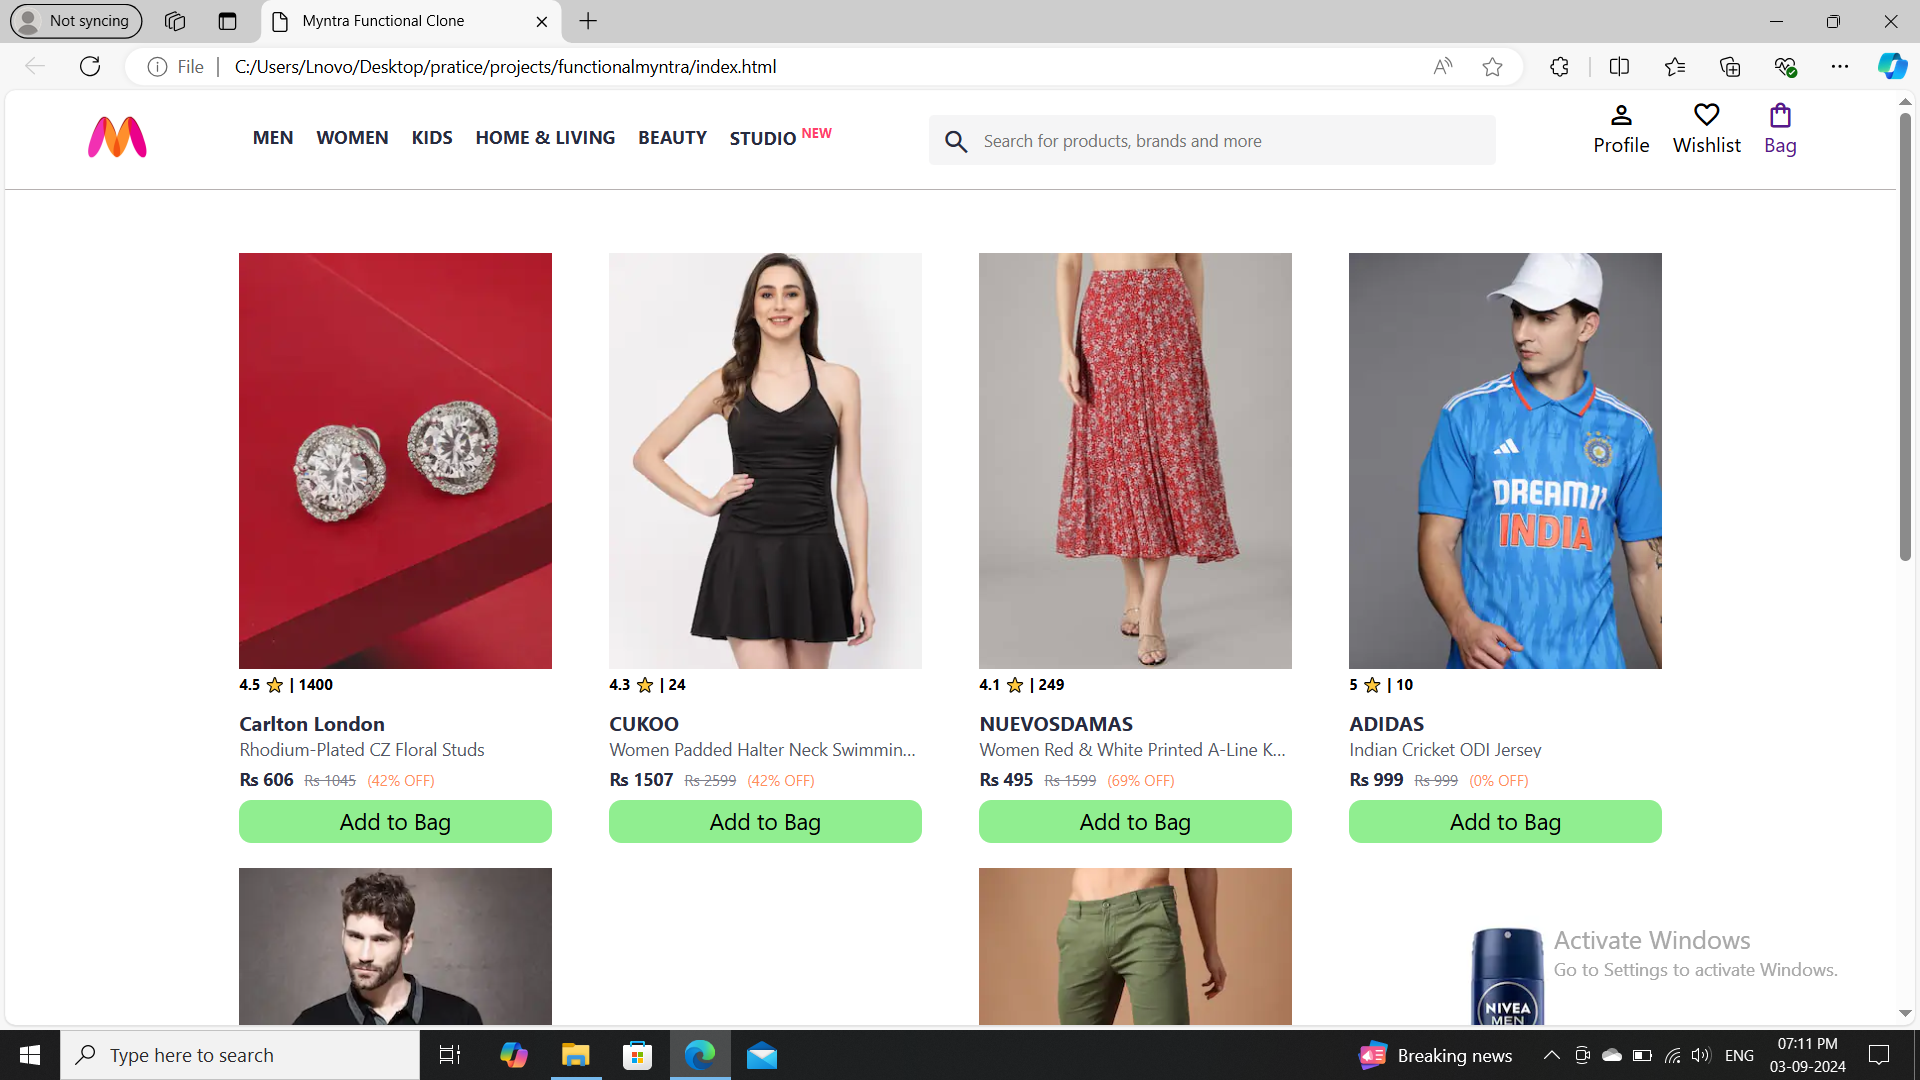 Not syncing
Myntra Functional Clone
File
C:/Users/Lnovo/Desktop/pratice/projects/functionalmyntra/index.html
MEN WOMEN KIDS HOME & LIVING BEAUTY STUDIO NEW
Search for products, brands and more
Profile Wishlist Bag
DREAM11
INDIA
4.5 ⭐ | 1400
Carlton London
Rhodium-Plated CZ Floral Studs
Rs 606 Rs 1045 (42% OFF)
Add to Bag
4.3 ⭐ | 24
CUKOO
Women Padded Halter Neck Swimmin...
Rs 1507 Rs 2599 (42% OFF)
Add to Bag
4.1 ⭐ | 249
NUEVOSDAMAS
Women Red & White Printed A-Line K...
Rs 495 Rs 1599 (69% OFF)
Add to Bag
5 ⭐ | 10
ADIDAS
Indian Cricket ODI Jersey
Rs 999 Rs 999 (0% OFF)
Add to Bag
NIVEA
MEN
Activate Windows
Go to Settings to activate Windows.
Type here to search
Breaking news
ENG
07:11 PM
03-09-2024